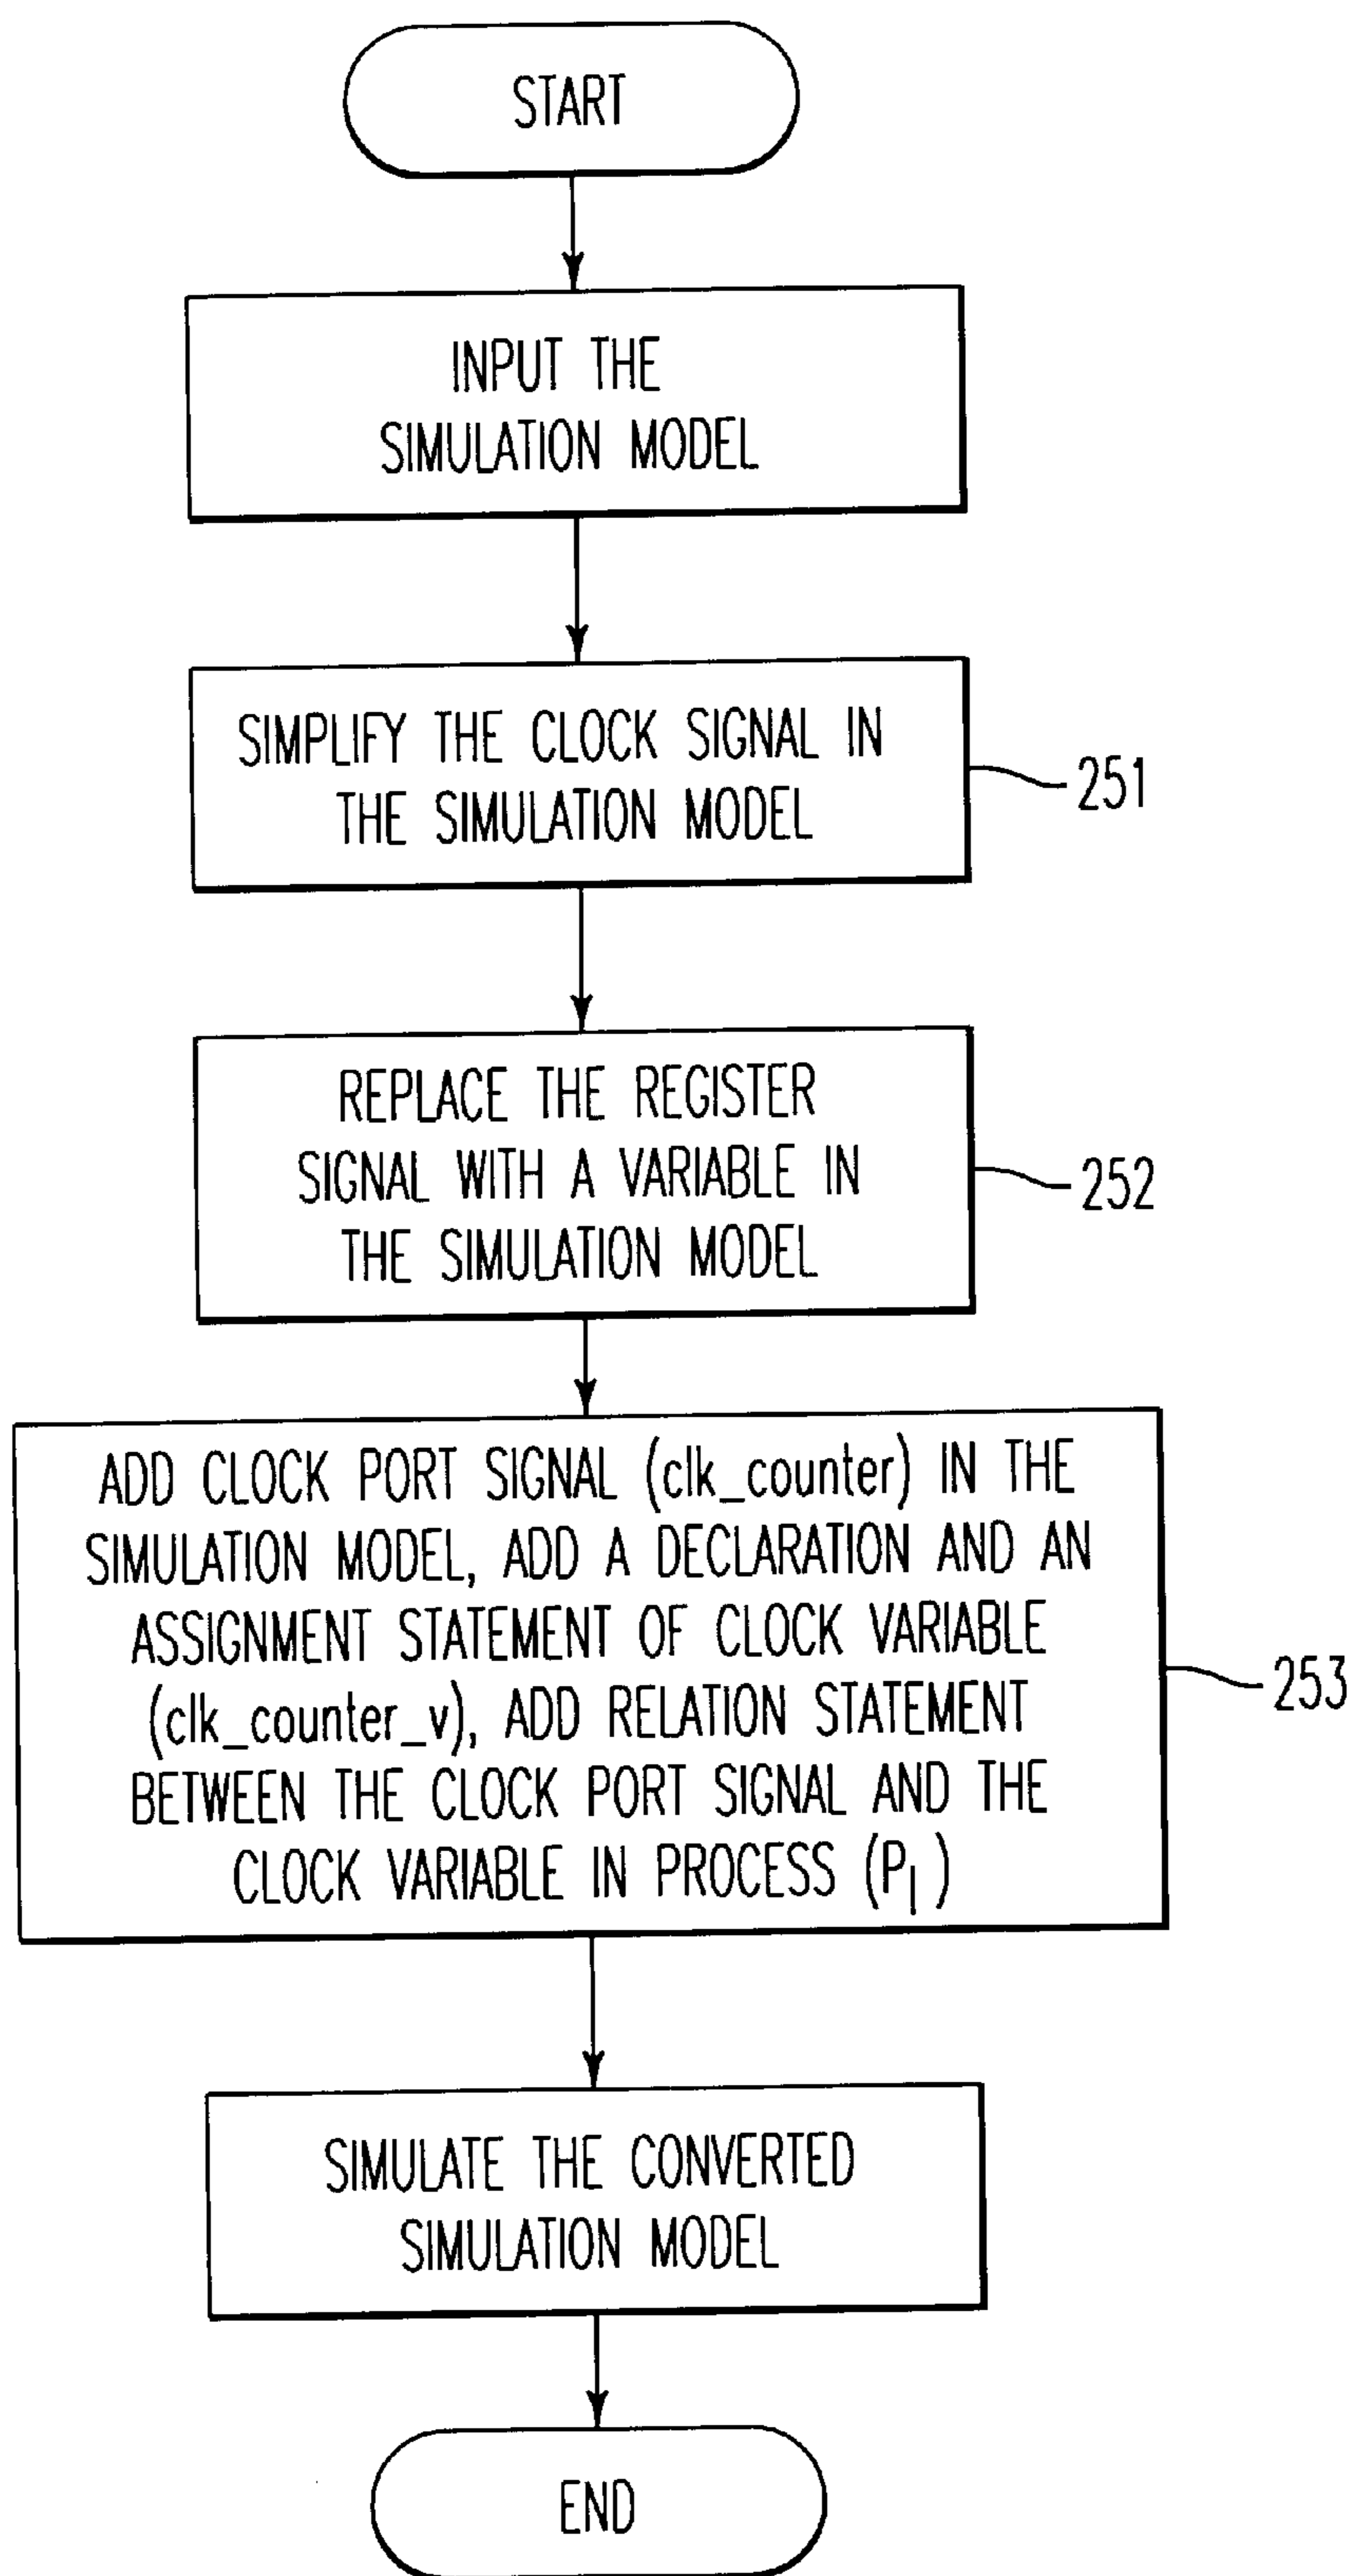 START
INPUT THE
SIMULATION MODEL
SIMPLIFY THE CLOCK SIGNAL IN
THE SIMULATION MODEL
251
REPLACE THE REGISTER
SIGNAL WITH A VARIABLE IN
THE SIMULATION MODEL
252
ADD CLOCK PORT SIGNAL (clk_counter) IN THE
SIMULATION MODEL, ADD A DECLARATION AND AN
ASSIGNMENT STATEMENT OF CLOCK VARIABLE
(clk_counter_v), ADD RELATION STATEMENT
BETWEEN THE CLOCK PORT SIGNAL AND THE
CLOCK VARIABLE IN PROCESS (P|)
253
SIMULATE THE CONVERTED
SIMULATION MODEL
END